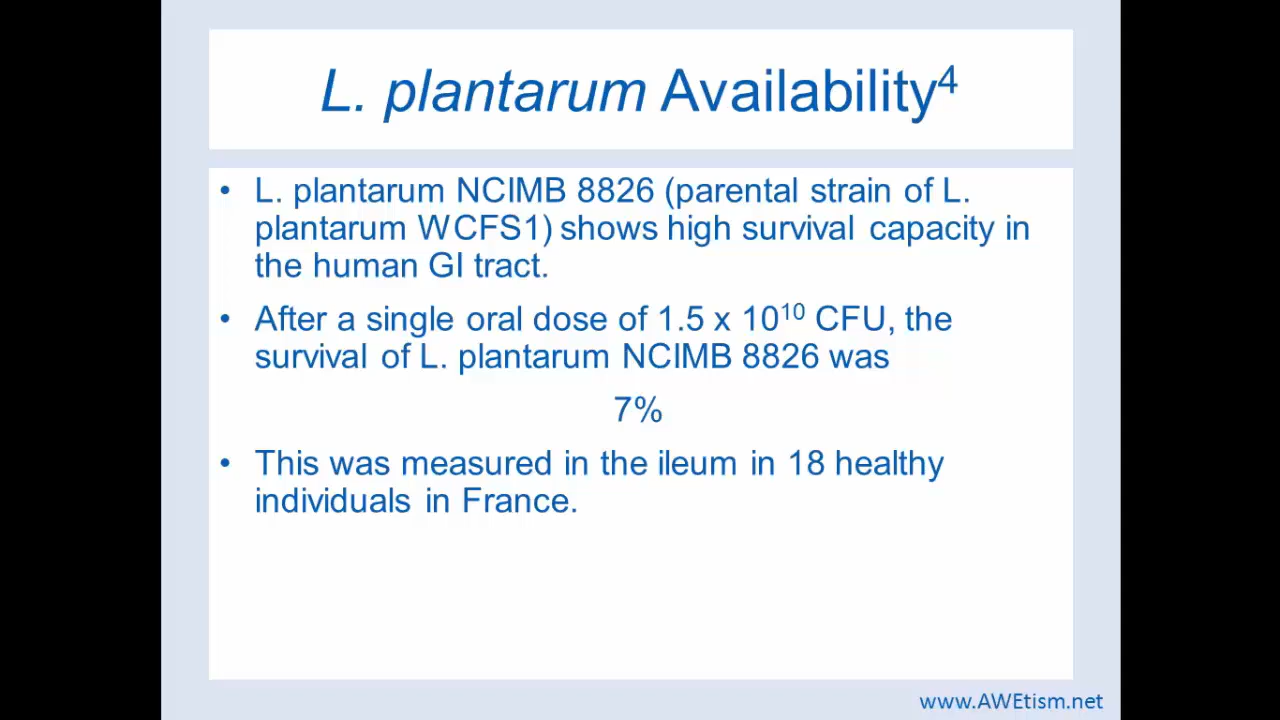 L. plantarum Availability⁴
• L. plantarum NCIMB 8826 (parental strain of L.
plantarum WCFS1) shows high survival capacity in
the human GI tract.
• After a single oral dose of 1.5 x 10¹⁰ CFU, the
survival of L. plantarum NCIMB 8826 was
7%
• This was measured in the ileum in 18 healthy
individuals in France.
www.AWEtism.net